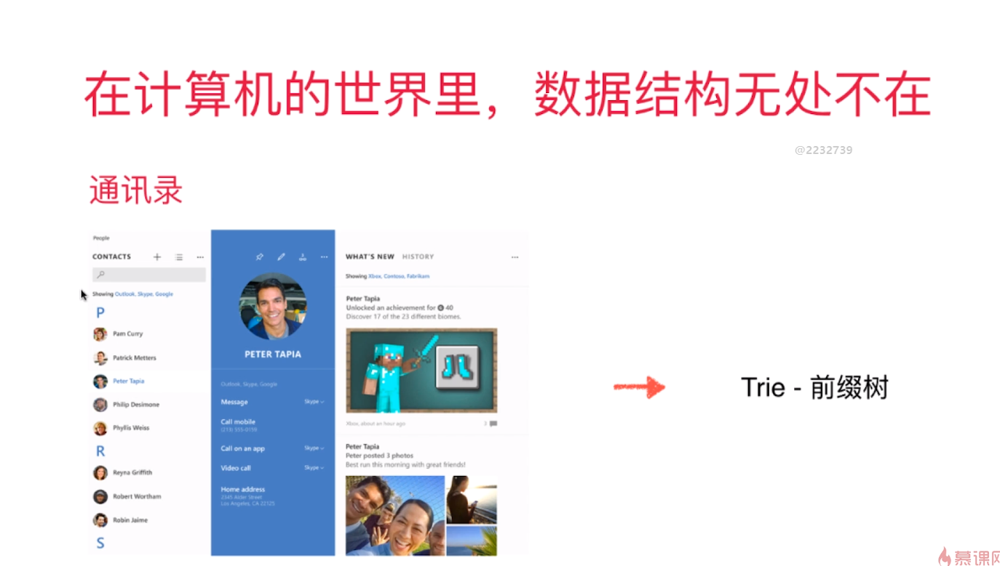 在计算机的世界里，数据结构无处不在
@2232739
通讯录
People
CONTACTS
Showing Outlook, Skype, Google
P
Pam Curry
Patrick Metters
Peter Tapia
Philip Desimone
Phyllis Weiss
R
Reyna Griffith
Robert Wortham
Robin Jaime
S
PETER TAPIA
Outlook, Skype, Google
Message Skype
Call mobile
(215) 555-0159
Call on an app Skype
Video call Skype
Home address
2345 Alder Street
Los Angeles, CA 22125
WHAT'S NEW HISTORY
Showing Xbox, Contoso, Fabrikam
Peter Tapia
Unlocked an achievement for G 40
Discover 17 of the 23 different biomes.
Xbox, about an hour ago 3
Peter Tapia
Peter posted 3 photos
Best run this morning with great friends!
Trie - 前缀树
慕课网